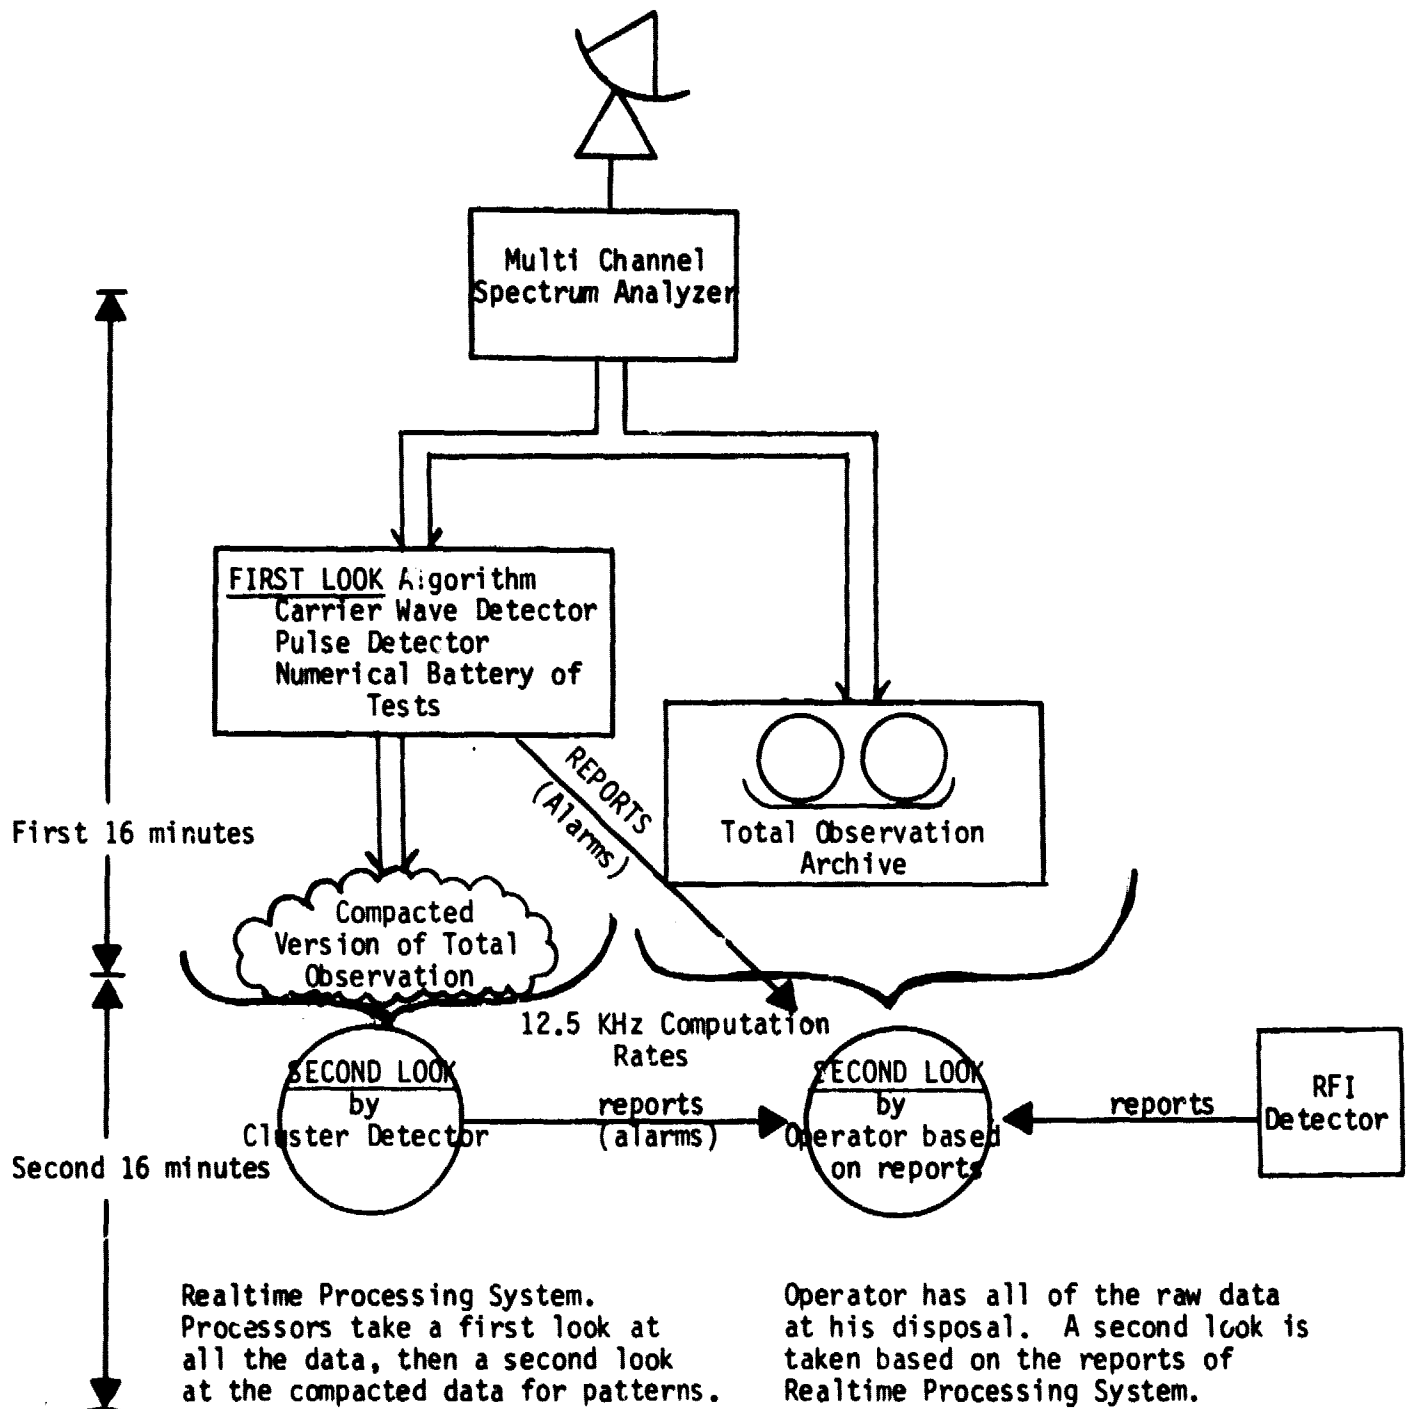 Multi Channel
Spectrum Analyzer
FIRST LOOK Algorithm
Carrier Wave Detector
Pulse Detector
Numerical Battery of
Tests
REPORTS
(Alarms)
Total Observation
Archive
First 16 minutes
Compacted
Version of Total
Observation
12.5 KHz Computation
Rates
SECOND LOOK
by
Cluster Detector
reports
(alarms)
SECOND LOOK
by
Operator based
on reports
reports
RFI
Detector
Second 16 minutes
Realtime Processing System.
Processors take a first look at
all the data, then a second look
at the compacted data for patterns.
Operator has all of the raw data
at his disposal. A second look is
taken based on the reports of
Realtime Processing System.